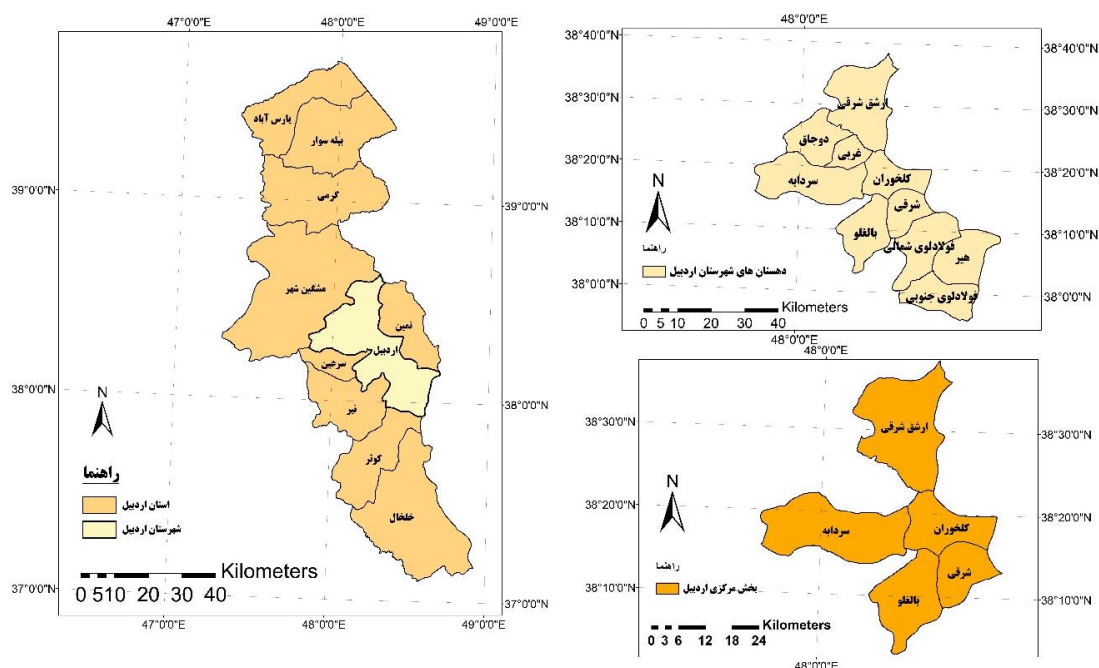 47°0'0"E
48°0'0"E
49°0'0"E
39°0'0"N
39°0'0"N
38°0'0"N
38°0'0"N
37°0'0"N
37°0'0"N
47°0'0"E
48°0'0"E
49°0'0"E
پارس آباد
بیله سوار
گرمی
مشگین شهر
نمین
اردبیل
سرعین
نیر
کوثر
خلخال
N
راهنما
استان اردبیل
شهرستان اردبیل
Kilometers
0 5 10 20 30 40
48°0'0"E
38°40'0"N
38°40'0"N
38°30'0"N
38°30'0"N
38°20'0"N
38°20'0"N
38°10'0"N
38°10'0"N
38°0'0"N
38°0'0"N
48°0'0"E
ارشق شرقی
دوجاق
غربی
سردابه
کلخوران
شرقی
بالغلو
فولادلوی شمالی
هیر
فولادلوی جنوبی
N
راهنما
دهستان های شهرستان اردبیل
Kilometers
0 5 10 20 30 40
48°0'0"E
38°30'0"N
38°30'0"N
38°20'0"N
38°20'0"N
38°10'0"N
38°10'0"N
48°0'0"E
ارشق شرقی
سردابه
کلخوران
شرقی
بالغلو
N
راهنما
بخش مرکزی اردبیل
Kilometers
0 3 6 12 18 24